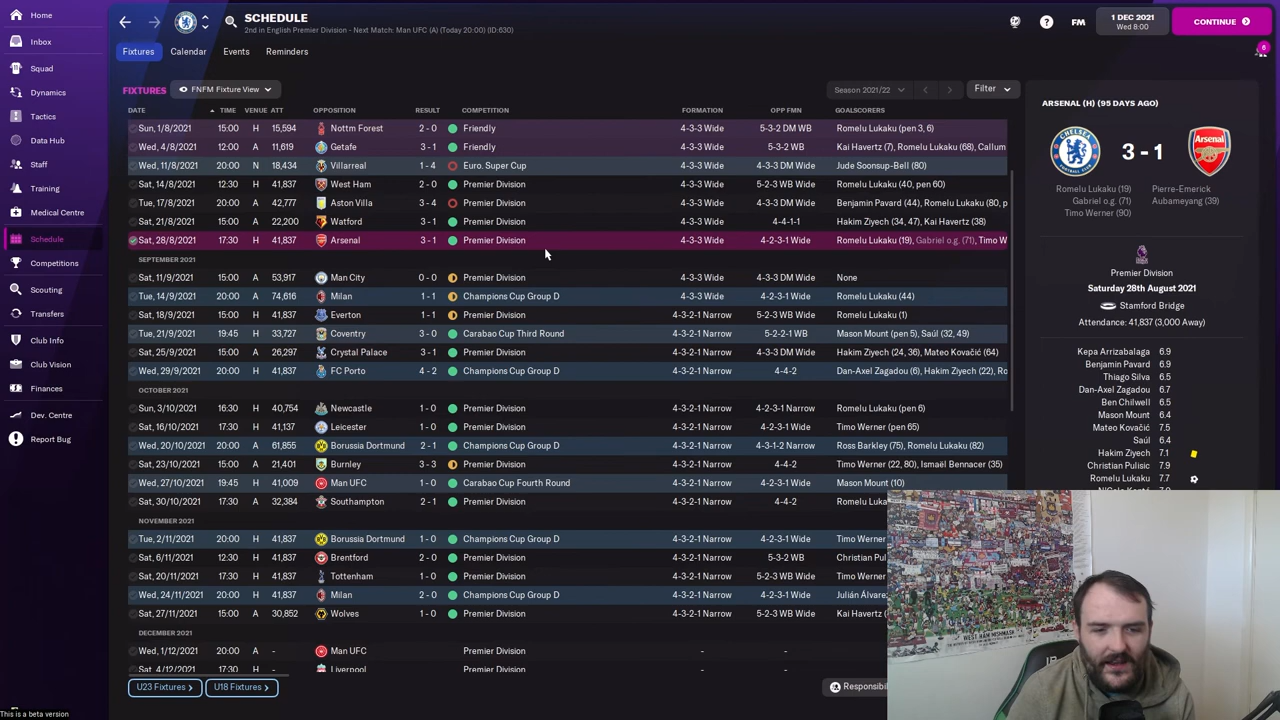 Home
Inbox
Squad
Dynamics
Tactics
Data Hub
Staff
Training
Medical Centre
Schedule
Competitions
Scouting
Transfers
Club Info
Club Vision
Finances
Dev. Centre
Report Bug
This is a beta version
SCHEDULE
2nd in English Premier Division - Next Match: Man UFC (A) (Today 20:00) (ID:630)
FM
1 DEC 2021
Wed 8:00
CONTINUE
6
Fixtures Calendar Events Reminders
FIXTURES FNFM Fixture View Season 2021/22 Filter
DATE TIME VENUE ATT OPPOSITION RESULT COMPETITION FORMATION OPP FMN GOALSCORERS
Sun, 1/8/2021 15:00 H 15,594 Nottm Forest 2 - 0 Friendly 4-3-3 Wide 5-3-2 DM WB Romelu Lukaku (pen 3, 6)
Wed, 4/8/2021 12:00 A 11,619 Getafe 3 - 1 Friendly 4-3-3 Wide 4-3-3 DM Wide Kai Havertz (7), Romelu Lukaku (68), Callum
Wed, 11/8/2021 20:00 N 18,434 Villarreal 1 - 4 Euro. Super Cup 4-3-3 Wide 4-3-3 DM Wide Jude Soonsup-Bell (80)
Sat, 14/8/2021 12:30 H 41,837 West Ham 2 - 0 Premier Division 4-3-3 Wide 5-2-3 WB Wide Romelu Lukaku (40, pen 60)
Tue, 17/8/2021 20:00 A 42,777 Aston Villa 3 - 4 Premier Division 4-3-3 Wide 4-3-3 DM Wide Benjamin Pavard (44), Romelu Lukaku (80, p
Sat, 21/8/2021 15:00 A 22,200 Watford 3 - 1 Premier Division 4-3-3 Wide 4-4-1-1 Hakim Ziyech (34, 47), Kai Havertz (38)
Sat, 28/8/2021 17:30 H 41,837 Arsenal 3 - 1 Premier Division 4-3-3 Wide 4-2-3-1 Wide Romelu Lukaku (19), Gabriel o.g. (71), Timo W
SEPTEMBER 2021
Sat, 11/9/2021 15:00 A 53,917 Man City 0 - 0 Premier Division 4-3-3 Wide 4-3-3 DM Wide None
Tue, 14/9/2021 20:00 A 74,616 Milan 1 - 1 Champions Cup Group D 4-3-3 Wide 4-2-3-1 Wide Romelu Lukaku (44)
Sat, 18/9/2021 15:00 H 41,837 Everton 1 - 1 Premier Division 4-3-2-1 Narrow 4-2-3-1 Wide Romelu Lukaku (1)
Tue, 21/9/2021 19:45 H 33,727 Coventry 3 - 0 Carabao Cup Third Round 4-3-2-1 Narrow 5-2-2-1 WB Mason Mount (pen 5), Saúl (32, 49)
Sat, 25/9/2021 15:00 A 26,297 Crystal Palace 3 - 1 Premier Division 4-3-2-1 Narrow 4-3-3 DM Wide Hakim Ziyech (24, 36), Mateo Kovačić (64)
Wed, 29/9/2021 20:00 H 41,837 FC Porto 4 - 2 Champions Cup Group D 4-3-2-1 Narrow 4-4-2 Dan-Axel Zagadou (6), Hakim Ziyech (22), Ro
OCTOBER 2021
Sun, 3/10/2021 16:30 H 40,754 Newcastle 1 - 0 Premier Division 4-3-2-1 Narrow 4-2-3-1 Narrow Romelu Lukaku (pen 6)
Sat, 16/10/2021 15:00 H 41,137 Leicester 1 - 0 Premier Division 4-3-2-1 Narrow 4-2-3-1 Wide Timo Werner (pen 65)
Wed, 20/10/2021 20:00 A 61,855 Borussia Dortmund 2 - 1 Champions Cup Group D 4-3-2-1 Narrow 4-3-1-2 Narrow Ross Barkley (75), Romelu Lukaku (82)
Sat, 23/10/2021 15:00 A 21,401 Burnley 3 - 3 Premier Division 4-3-2-1 Narrow 4-4-2 Timo Werner (22, 80), Ismaël Bennacer (35)
Wed, 27/10/2021 19:45 H 41,009 Man UFC 1 - 0 Carabao Cup Fourth Round 4-3-2-1 Narrow 4-2-3-1 Wide Mason Mount (10)
Sat, 30/10/2021 17:30 A 32,384 Southampton 2 - 1 Premier Division 4-3-2-1 Narrow 4-4-2 Romelu Luka
NOVEMBER 2021
Tue, 2/11/2021 20:00 H 41,837 Borussia Dortmund 1 - 0 Champions Cup Group D 4-3-2-1 Narrow 4-2-3-1 Wide Timo Werner
Sat, 6/11/2021 12:30 H 41,837 Brentford 2 - 0 Premier Division 4-3-2-1 Narrow 5-3-2 WB Christian Pul
Sat, 20/11/2021 17:30 H 41,837 Tottenham 1 - 0 Premier Division 4-3-2-1 Narrow 5-2-3 WB Wide Timo Werner
Wed, 24/11/2021 20:00 H 41,837 Milan 2 - 0 Champions Cup Group D 4-3-2-1 Narrow 4-2-3-1 Wide Julián Álvare
Sat, 27/11/2021 15:00 A 30,852 Wolves 1 - 0 Premier Division 4-3-2-1 Narrow 5-2-3 WB Wide Kai Havertz (
DECEMBER 2021
Wed, 1/12/2021 20:00 A - Man UFC Premier Division - -
Sat, 4/12/2021 17:30 H - Liverpool Premier Division - -
U23 Fixtures U18 Fixtures Responsibil
ARSENAL (H) (95 DAYS AGO)
3 - 1
Romelu Lukaku (19)
Gabriel o.g. (71)
Timo Werner (90)
Pierre-Emerick
Aubameyang (39)
Premier Division
Saturday 28th August 2021
Stamford Bridge
Attendance: 41,837 (3,000 Away)
Kepa Arrizabalaga 6.9
Benjamin Pavard 6.9
Thiago Silva 6.5
Dan-Axel Zagadou 6.7
Ben Chilwell 6.5
Mason Mount 6.4
Mateo Kovačić 7.5
Saúl 6.4
Hakim Ziyech 7.1
Christian Pulisic 7.9
Romelu Lukaku 7.7